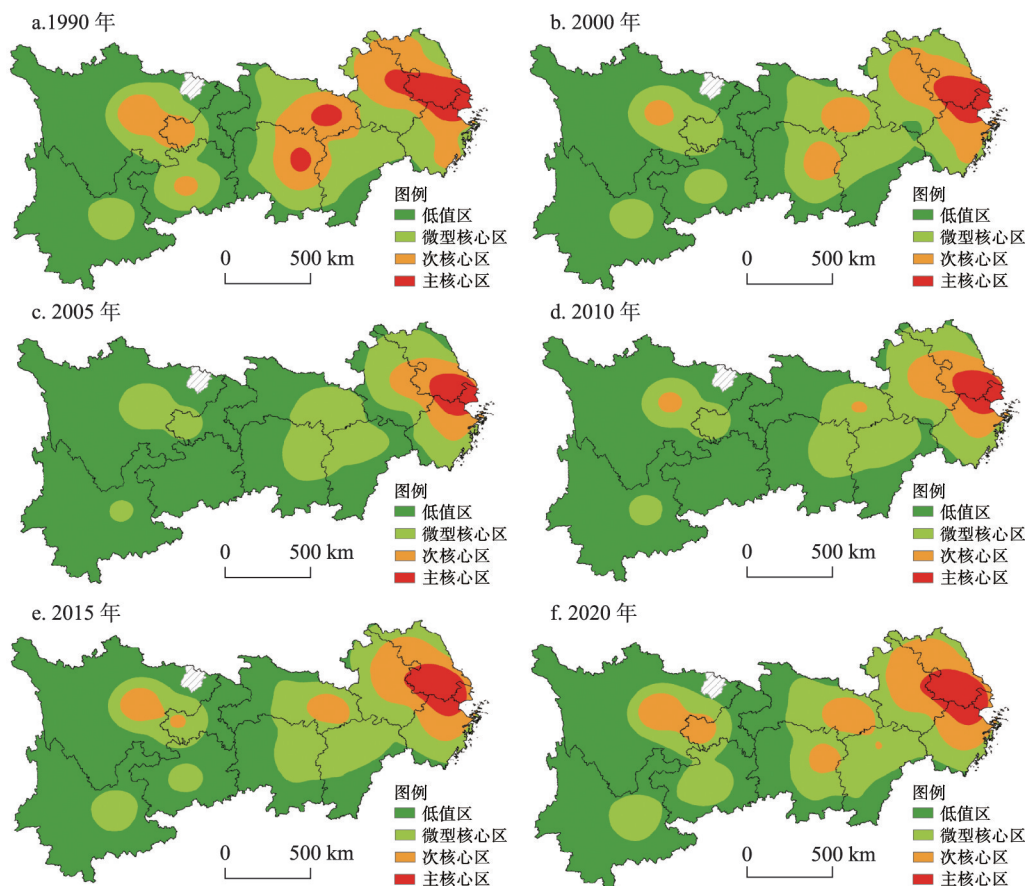 a.1990 年
图例
低值区
微型核心区
次核心区
主核心区
0 500 km
b. 2000 年
图例
低值区
微型核心区
次核心区
主核心区
0 500 km
c. 2005 年
图例
低值区
微型核心区
次核心区
主核心区
0 500 km
d. 2010 年
图例
低值区
微型核心区
次核心区
主核心区
0 500 km
e. 2015 年
图例
低值区
微型核心区
次核心区
主核心区
0 500 km
f. 2020 年
图例
低值区
微型核心区
次核心区
主核心区
0 500 km